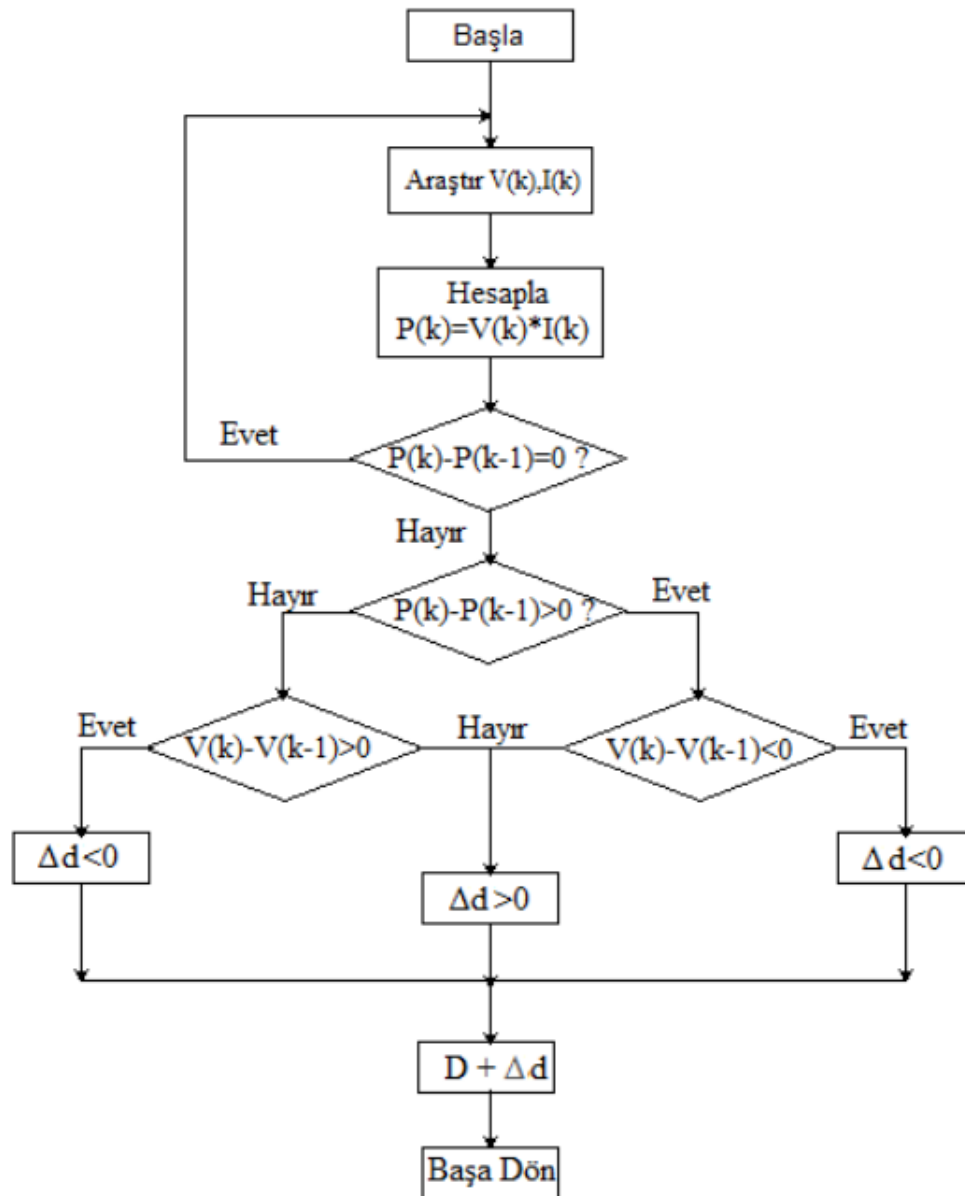 Başla
Araştır V(k),I(k)
Hesapla
P(k)=V(k)*I(k)
Evet
P(k)-P(k-1)=0 ?
Hayır
Hayır
P(k)-P(k-1)>0 ?
Evet
Evet
V(k)-V(k-1)>0
Hayır
V(k)-V(k-1)<0
Evet
Δd<0
Δd>0
Δd<0
D + Δd
Başa Dön